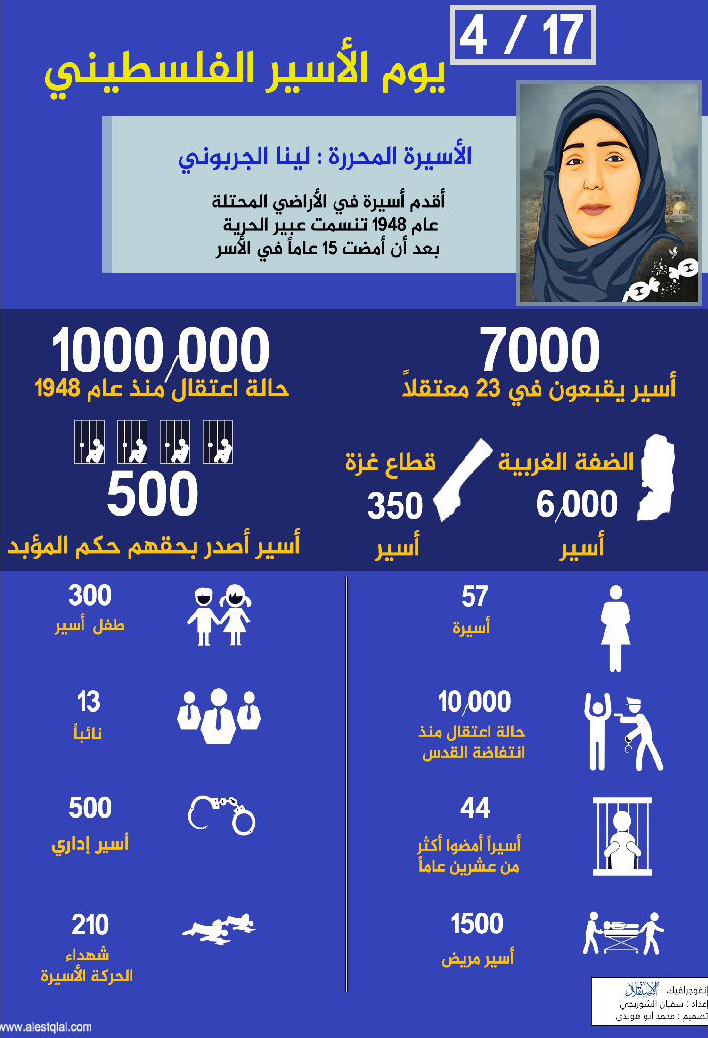 4 / 17
يوم الأسير الفلسطيني
الأسيرة المحررة : لينا الجربوني
أقدم أسيرة في الأراضي المحتلة
عام 1948 تنسمت عبير الحرية
بعد أن أمضت 15 عاماً في الأسر
7000
أسير يقبعون في 23 معتقلاً
1000,000
حالة اعتقال منذ عام 1948
الضفة الغربية
6,000
أسير
قطاع غزة
350
أسير
500
أسير أصدر بحقهم حكم المؤبد
57
أسيرة
10,000
حالة اعتقال منذ
انتفاضة القدس
44
أسيراً أمضوا أكثر
من عشرين عاماً
1500
أسير مريض
300
طفل أسير
13
نائباً
500
أسير إداري
210
شهداء
الحركة الأسيرة
إنفوجرافيك الاستقلال
إعداد : سفيان الشوربجي
تصميم : محمد أبو هويدي
www.alestqlal.com